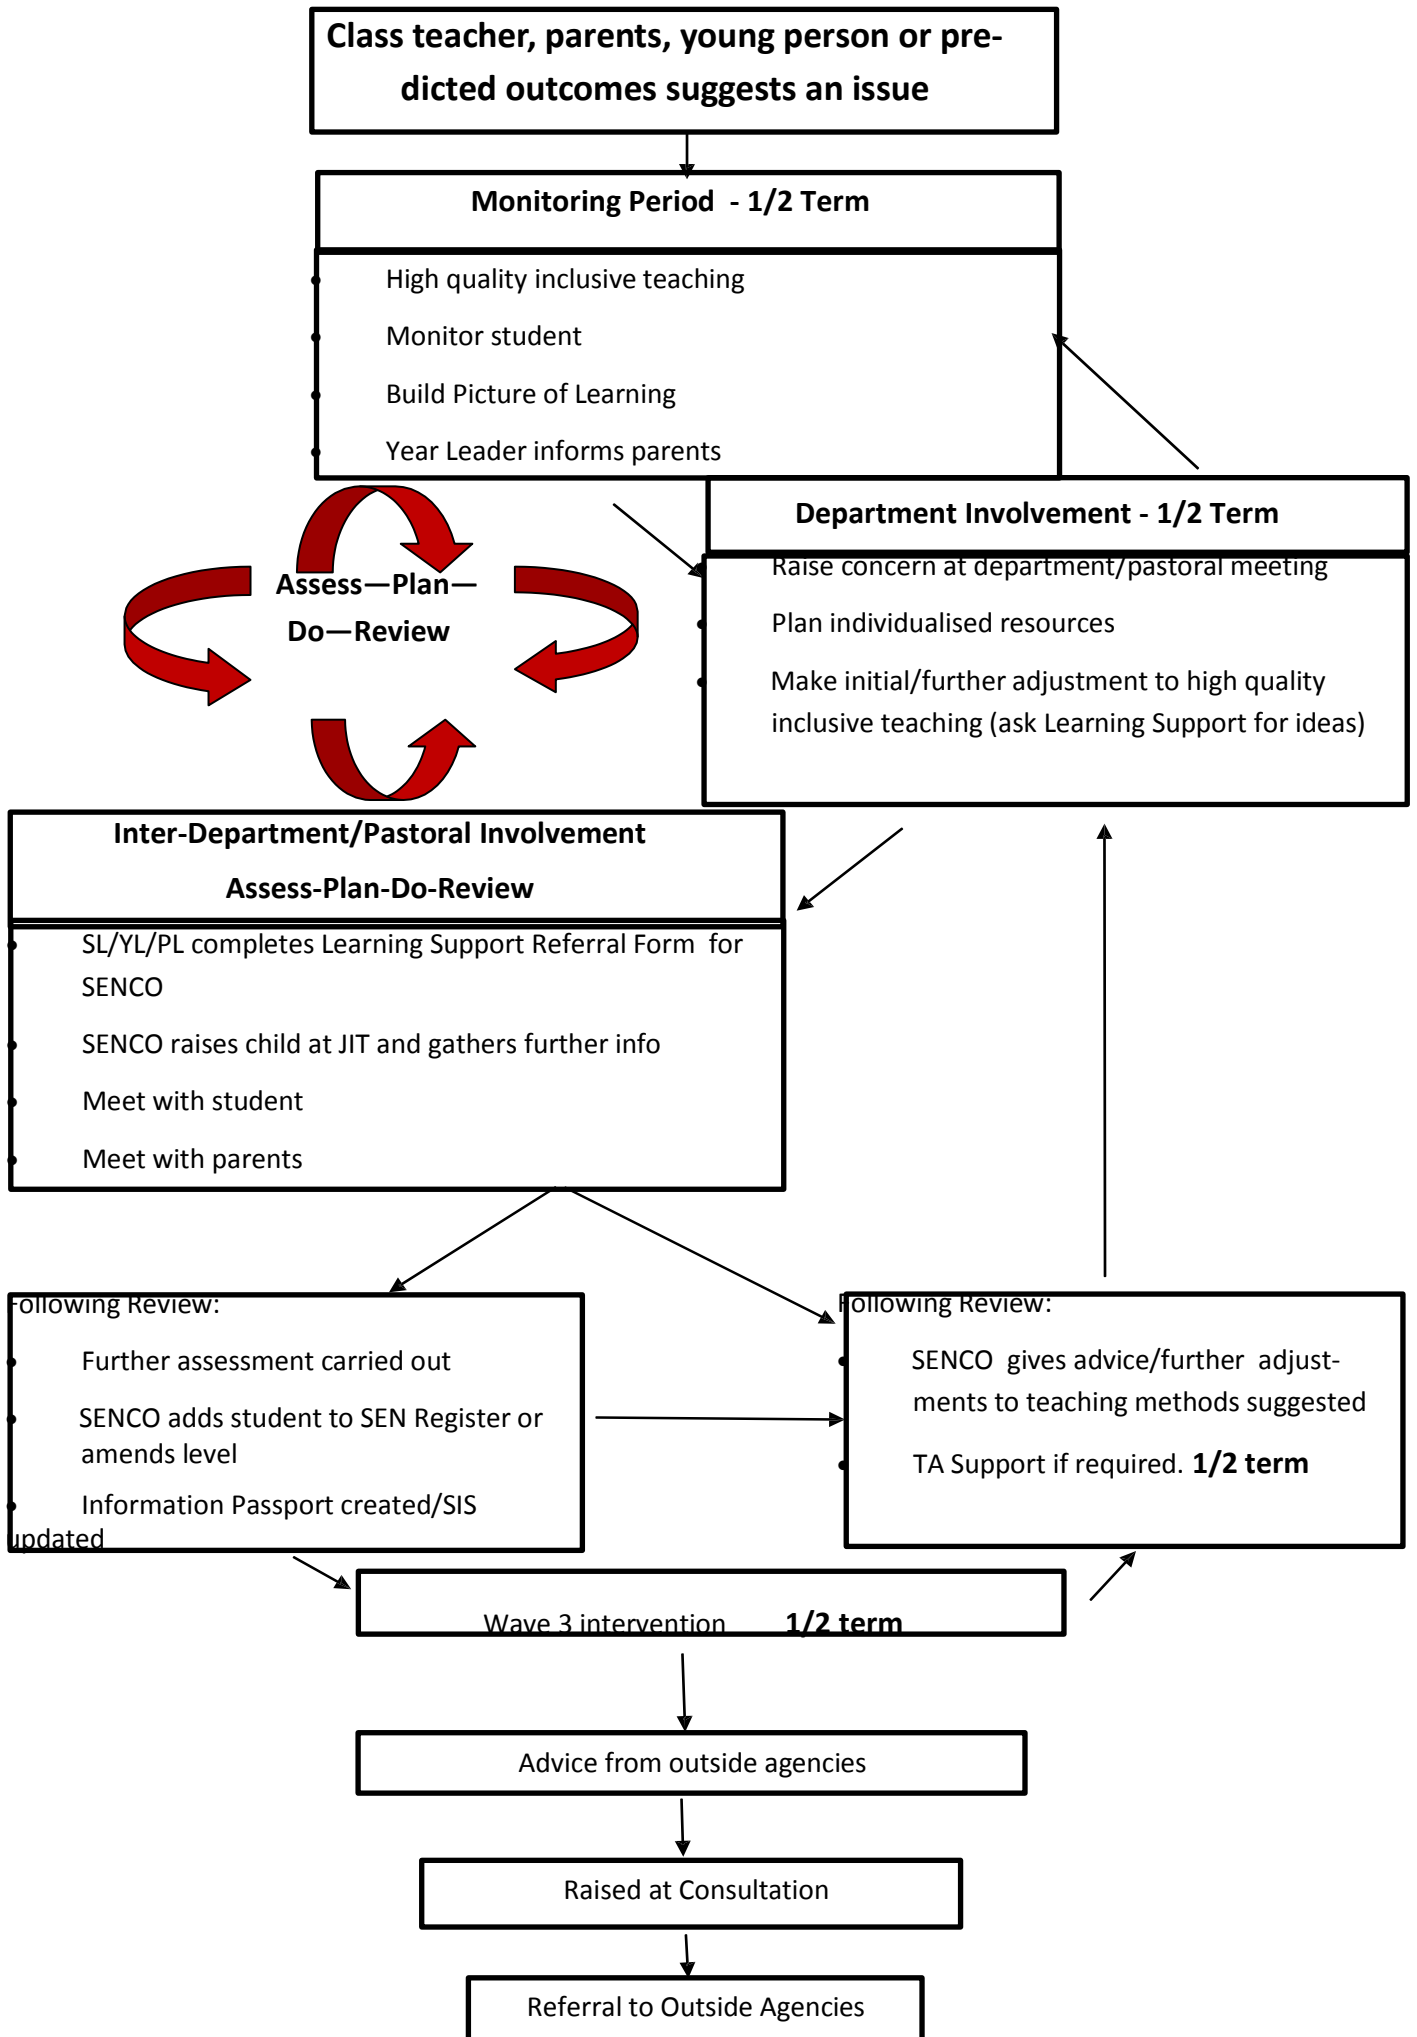 Class teacher, parents, young person or pre-
dicted outcomes suggests an issue
Monitoring Period - 1/2 Term
• High quality inclusive teaching
• Monitor student
• Build Picture of Learning
• Year Leader informs parents
Department Involvement - 1/2 Term
• Raise concern at department/pastoral meeting
• Plan individualised resources
• Make initial/further adjustment to high quality
inclusive teaching (ask Learning Support for ideas)
Assess—Plan—
Do—Review
Inter-Department/Pastoral Involvement
Assess-Plan-Do-Review
• SL/YL/PL completes Learning Support Referral Form for
SENCO
• SENCO raises child at JIT and gathers further info
• Meet with student
• Meet with parents
Following Review:
• Further assessment carried out
• SENCO adds student to SEN Register or
amends level
• Information Passport created/SIS
updated
Following Review:
• SENCO gives advice/further adjust-
ments to teaching methods suggested
• TA Support if required. 1/2 term
Wave 3 intervention 1/2 term
Advice from outside agencies
Raised at Consultation
Referral to Outside Agencies